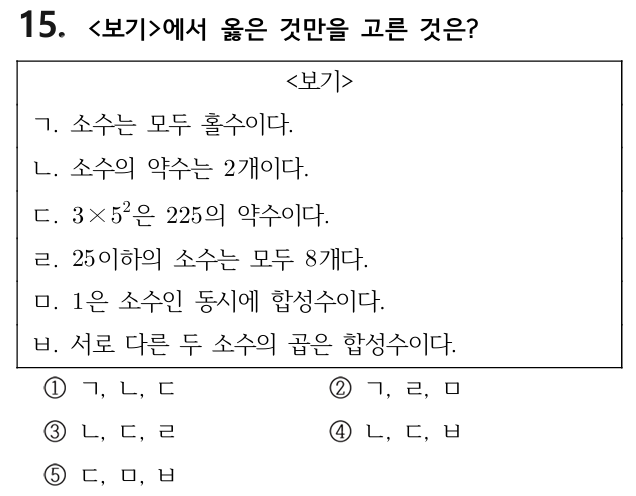 15. <보기>에서 옳은 것만을 고른 것은?
<보기>
ㄱ. 소수는 모두 홀수이다.
ㄴ. 소수의 약수는 2개이다.
ㄷ. 3×5²은 225의 약수이다.
ㄹ. 25이하의 소수는 모두 8개다.
ㅁ. 1은 소수인 동시에 합성수이다.
ㅂ. 서로 다른 두 소수의 곱은 합성수이다.
① ㄱ, ㄴ, ㄷ ② ㄱ, ㄹ, ㅁ
③ ㄴ, ㄷ, ㄹ ④ ㄴ, ㄷ, ㅂ
⑤ ㄷ, ㅁ, ㅂ